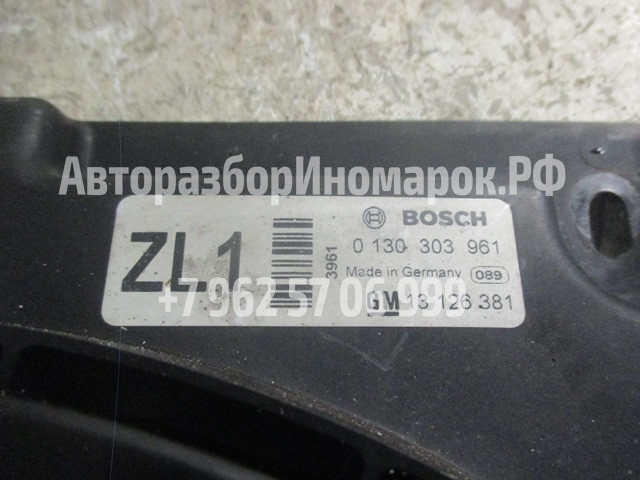 АвторазборИномарок.РФ
ZL1
3961
BOSCH
0 130 303 961
Made in Germany 089
GM 13 126 381
+7 962 57 06 999